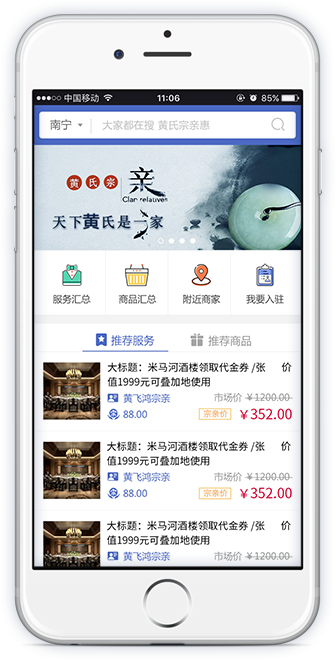 中国移动 11:06 85%
南宁 大家都在搜 黄氏宗亲惠
黄氏宗 亲
Clan relatives
天下黄氏是一家
服务汇总 商品汇总 附近商家 我要入驻
推荐服务 推荐商品
大标题：米马河酒楼领取代金券 /张 价
值1999元可叠加地使用
黄飞鸿宗亲 市场价 ￥1200.00
88.00 宗亲价 ￥352.00
大标题：米马河酒楼领取代金券 /张 价
值1999元可叠加地使用
黄飞鸿宗亲 市场价 ￥1200.00
88.00 宗亲价 ￥352.00
大标题：米马河酒楼领取代金券 /张 价
值1999元可叠加地使用
黄飞鸿宗亲 市场价 ￥1200.00